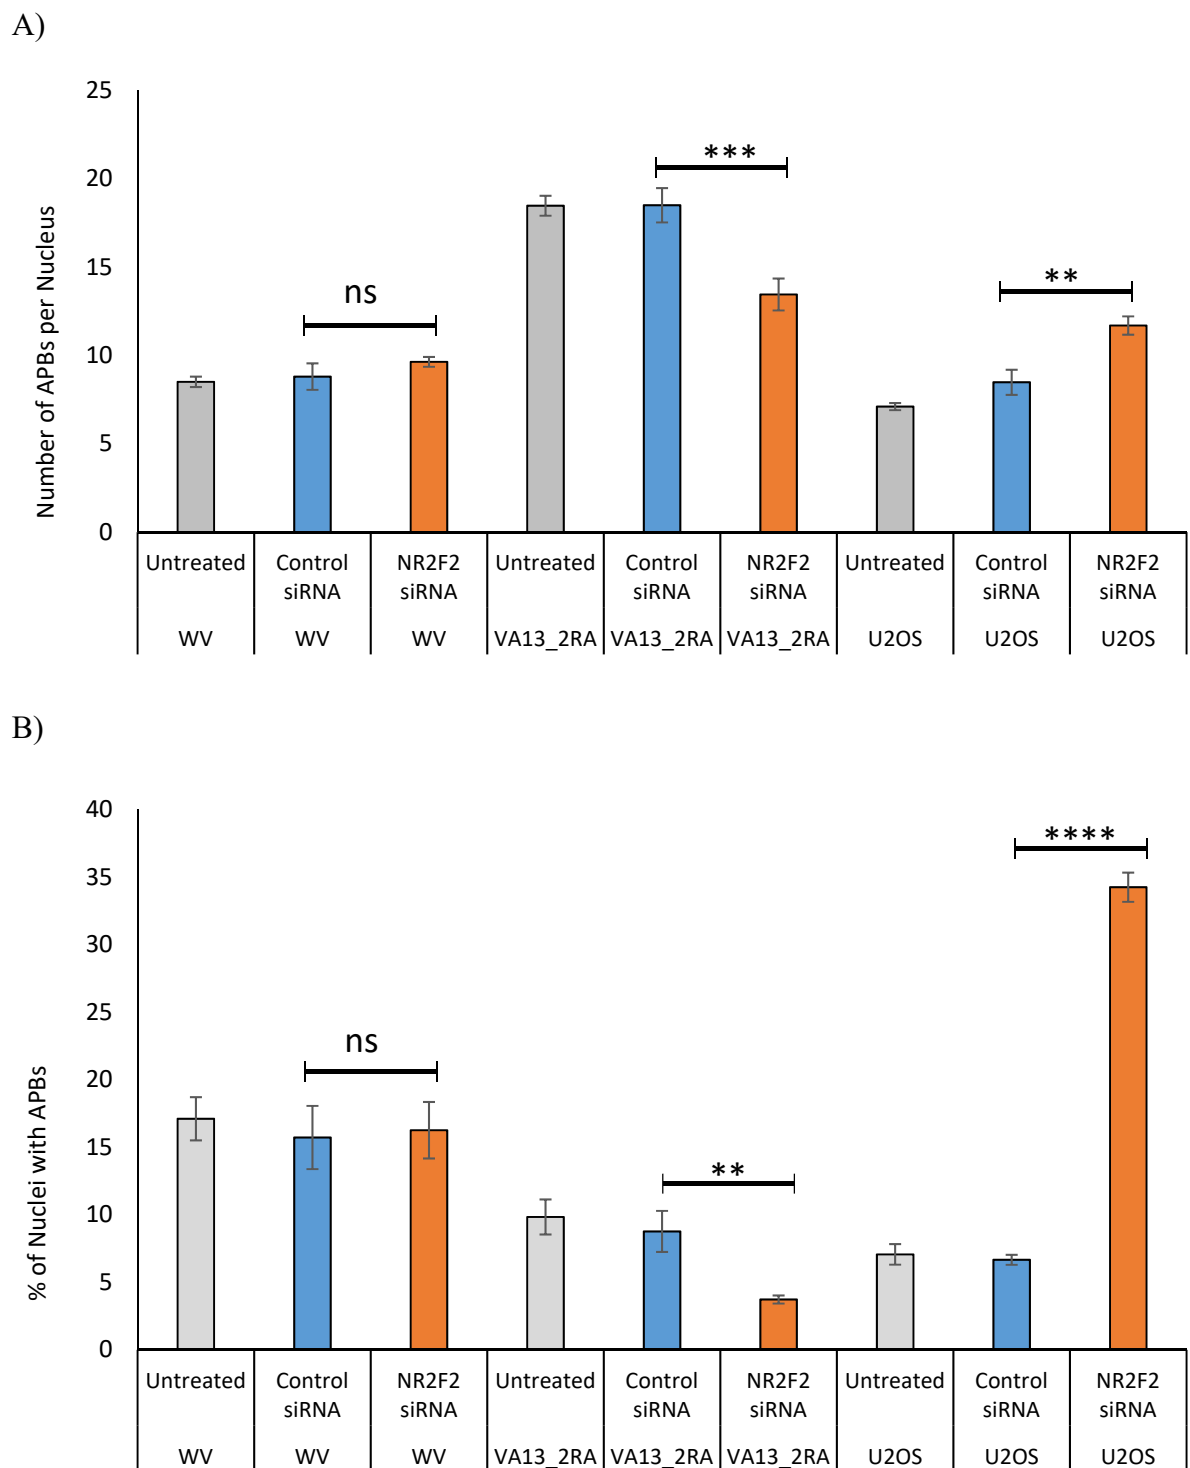 A)
25
20
15
10
5
0
Number of APBs per Nucleus
ns
***
**
Untreated Control siRNA NR2F2 siRNA Untreated Control siRNA NR2F2 siRNA Untreated Control siRNA NR2F2 siRNA
WV WV WV VA13_2RA VA13_2RA VA13_2RA U2OS U2OS U2OS
B)
40
35
30
25
20
15
10
5
0
% of Nuclei with APBs
ns
**
****
Untreated Control siRNA NR2F2 siRNA Untreated Control siRNA NR2F2 siRNA Untreated Control siRNA NR2F2 siRNA
WV WV WV VA13_2RA VA13_2RA VA13_2RA U2OS U2OS U2OS